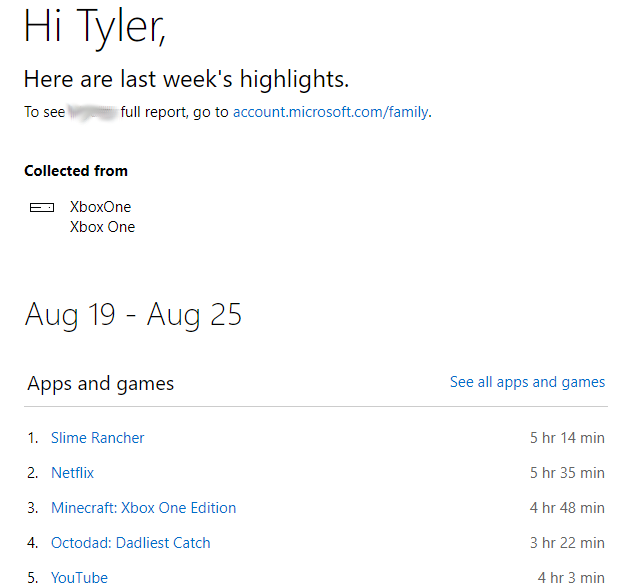 Hi Tyler,
Here are last week's highlights.
To see full report, go to account.microsoft.com/family.
Collected from
XboxOne
Xbox One
Aug 19 - Aug 25
Apps and games See all apps and games
1. Slime Rancher 5 hr 14 min
2. Netflix 5 hr 35 min
3. Minecraft: Xbox One Edition 4 hr 48 min
4. Octodad: Dadliest Catch 3 hr 22 min
5. YouTube 4 hr 3 min